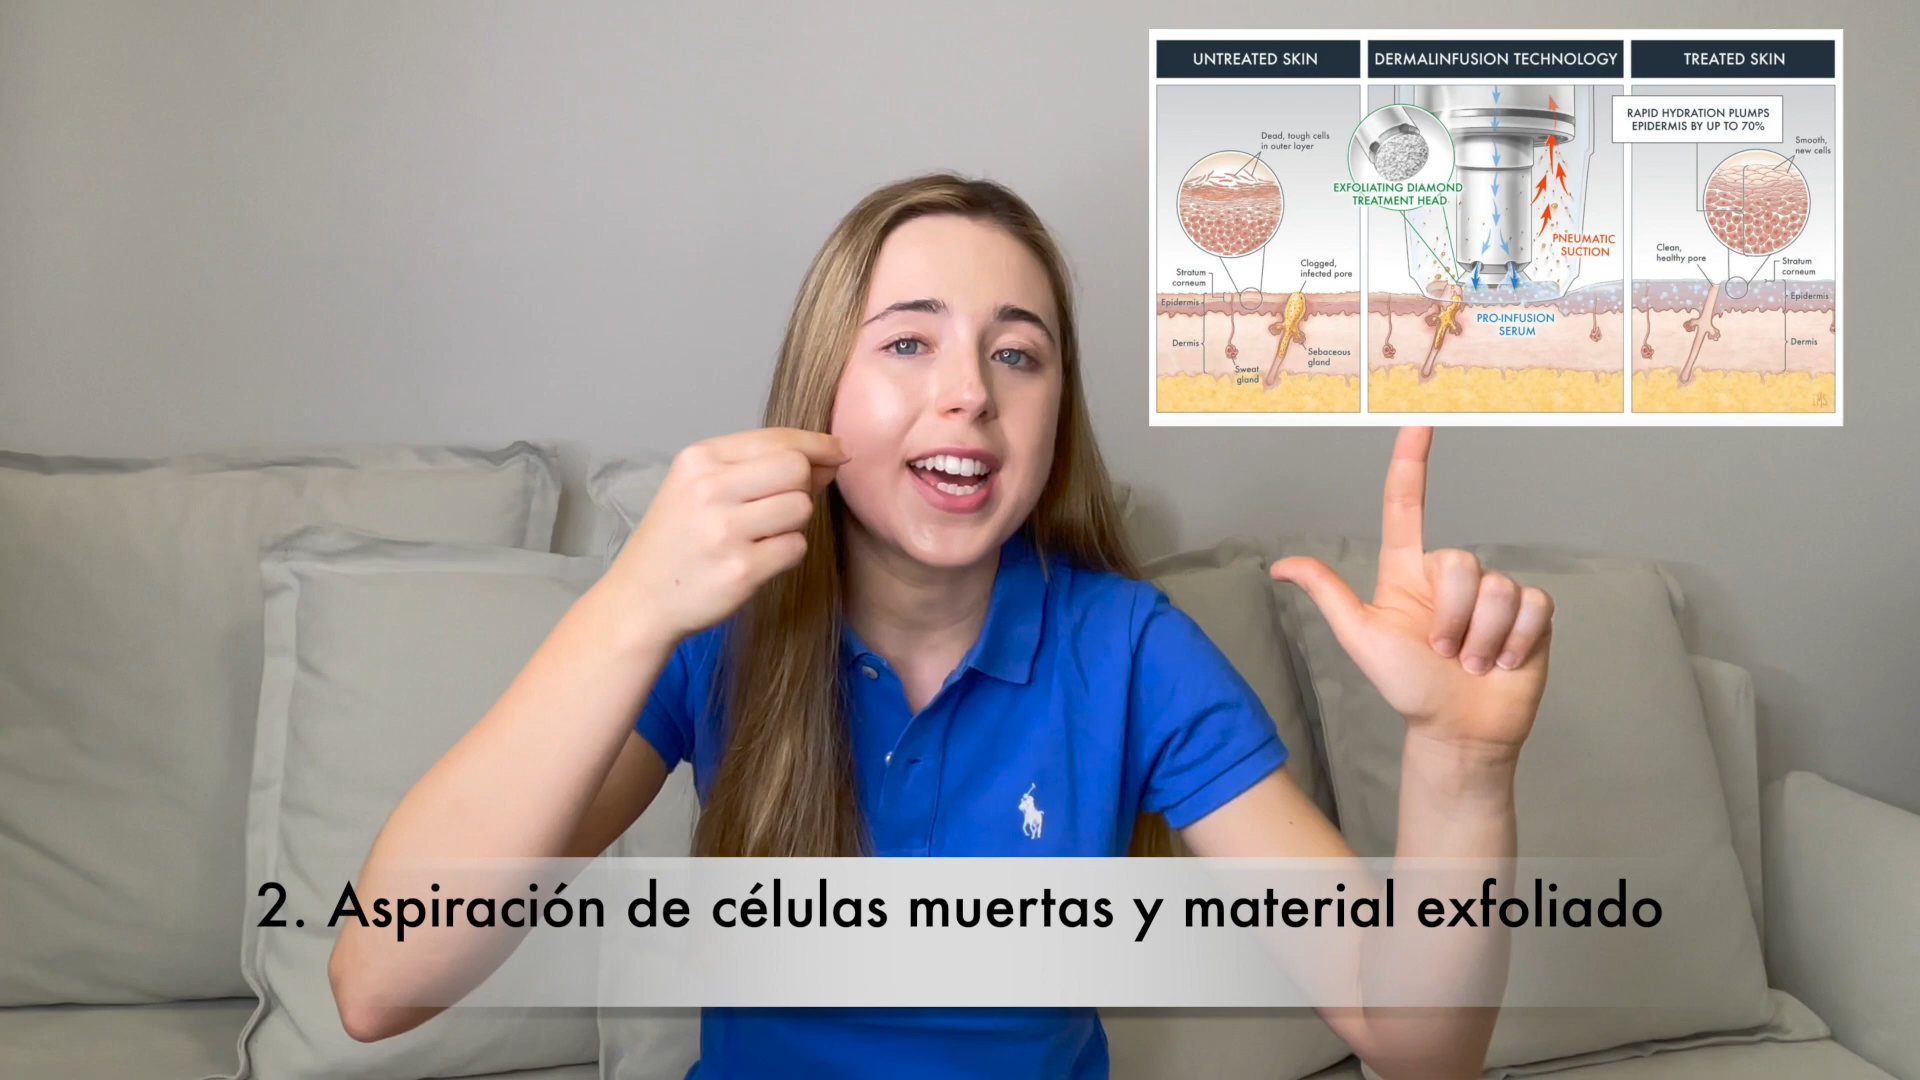 UNTREATED SKIN
DERMALINFUSION TECHNOLOGY
TREATED SKIN
Dead, tough cells
in outer layer
Stratum
corneum
Epidermis
Dermis
Clogged,
infected pore
Sebaceous
gland
Sweat
gland
EXFOLIATING DIAMOND
TREATMENT HEAD
PNEUMATIC
SUCTION
PRO-INFUSION
SERUM
RAPID HYDRATION PLUMPS
EPIDERMIS BY UP TO 70%
Smooth,
new cells
Clean,
healthy pore
Stratum
corneum
Epidermis
Dermis
2. Aspiración de células muertas y material exfoliado